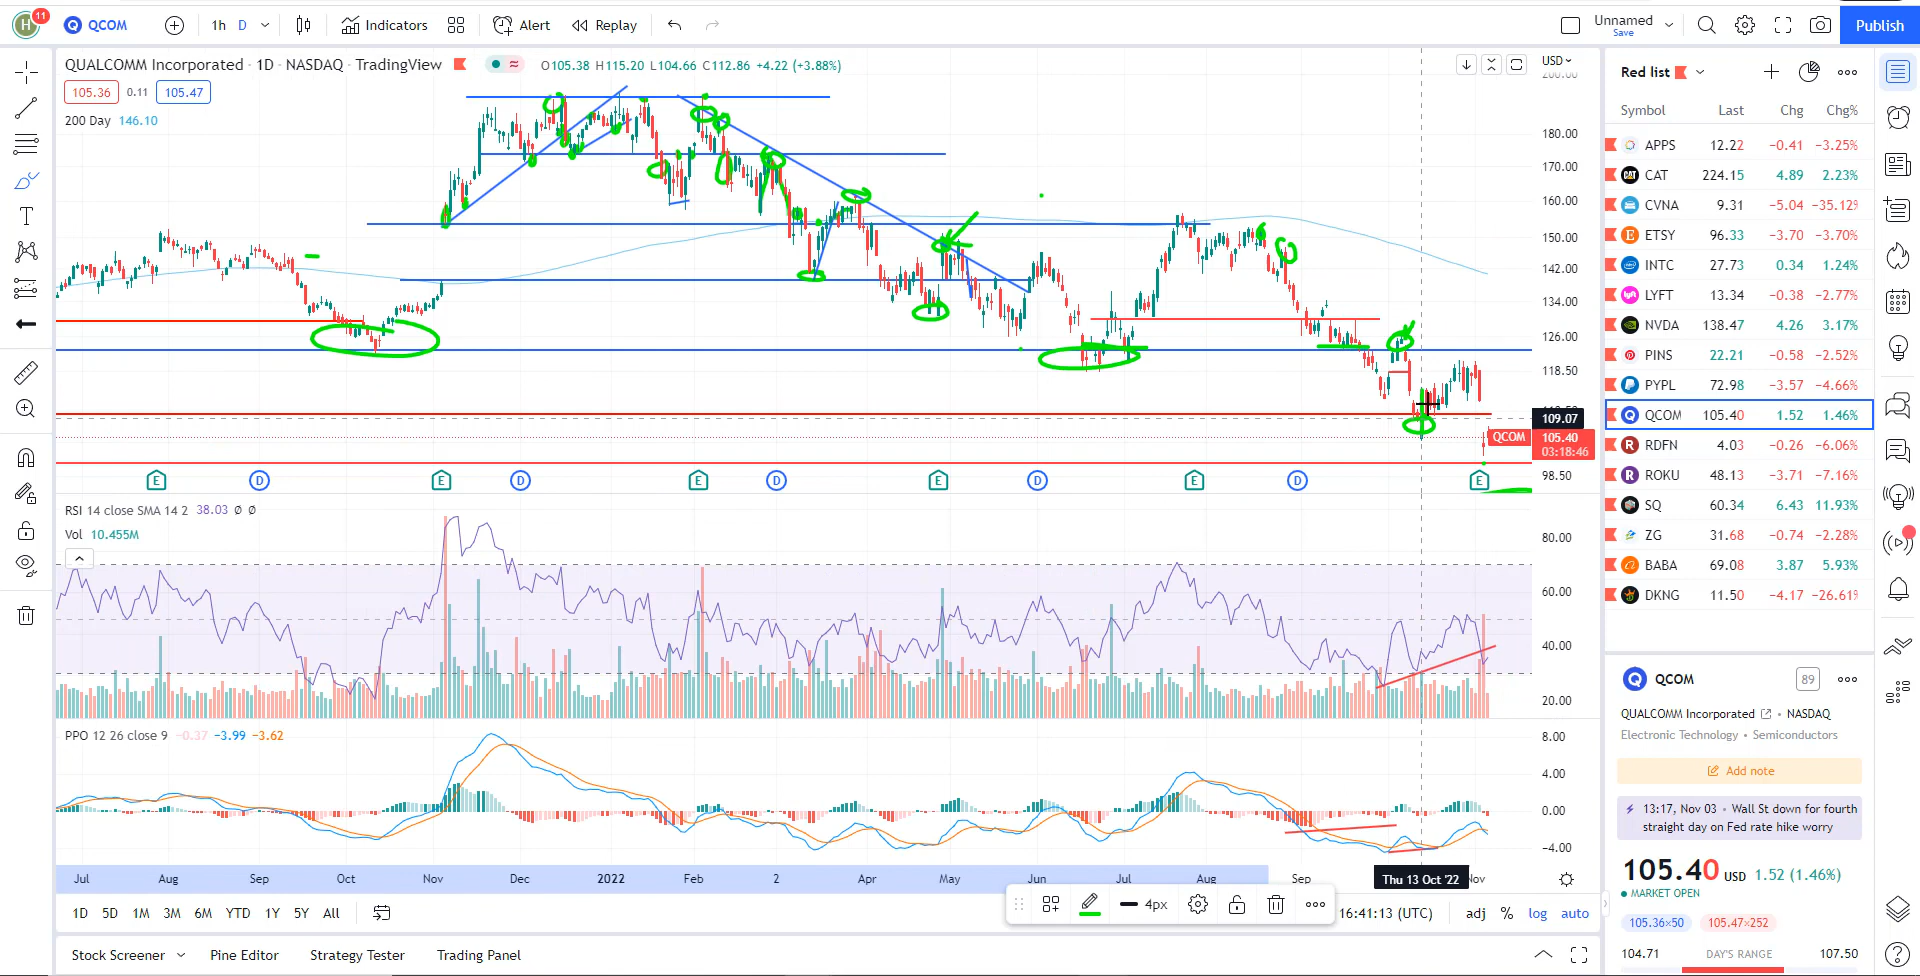 H 11 QCOM 1h D Indicators Alert Replay Unnamed Save Publish
QUALCOMM Incorporated · 1D · NASDAQ · TradingView O105.38 H115.20 L104.66 C112.86 +4.22 (+3.88%) USD
105.36 0.11 105.47
200 Day 146.10
180.00
170.00
160.00
150.00
142.00
134.00
126.00
118.50
109.07
QCOM 105.40
03:18:46
98.50
E D E D E D E D E D E
RSI 14 close SMA 14 2 38.03 ∅ ∅
Vol 10.455M
80.00
60.00
40.00
20.00
PPO 12 26 close 9 −0.37 −3.99 −3.62
8.00
4.00
0.00
−4.00
Jul Aug Sep Oct Nov Dec 2022 Feb 2 Apr May Jun Jul Aug Sep Thu 13 Oct '22 Nov
1D 5D 1M 3M 6M YTD 1Y 5Y All 4px 16:41:13 (UTC) adj % log auto
Stock Screener Pine Editor Strategy Tester Trading Panel
Red list
Symbol Last Chg Chg%
APPS 12.22 −0.41 −3.25%
CAT 224.15 4.89 2.23%
CVNA 9.31 −5.04 −35.12%
ETSY 96.33 −3.70 −3.70%
INTC 27.73 0.34 1.24%
LYFT 13.34 −0.38 −2.77%
NVDA 138.47 4.26 3.17%
PINS 22.21 −0.58 −2.52%
PYPL 72.98 −3.57 −4.66%
QCOM 105.40 1.52 1.46%
RDFN 4.03 −0.26 −6.06%
ROKU 48.13 −3.71 −7.16%
SQ 60.34 6.43 11.93%
ZG 31.68 −0.74 −2.28%
BABA 69.08 3.87 5.93%
DKNG 11.50 −4.17 −26.61%
QCOM 89
QUALCOMM Incorporated • NASDAQ
Electronic Technology • Semiconductors
Add note
13:17, Nov 03 • Wall St down for fourth
straight day on Fed rate hike worry
105.40 USD 1.52 (1.46%)
MARKET OPEN
105.36×50 105.47×252
104.71 DAY'S RANGE 107.50